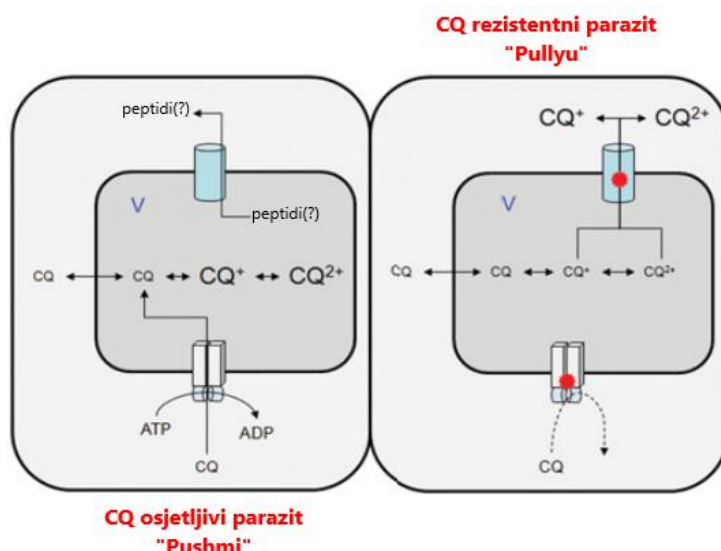 CQ rezistentni parazit
"Pullyu"
peptidi(?)
V
peptidi(?)
CQ CQ CQ⁺ CQ²⁺
ATP ADP
CQ
CQ osjetljivi parazit
"Pushmi"
CQ⁺ CQ²⁺
V
CQ CQ CQ⁺ CQ²⁺
CQ